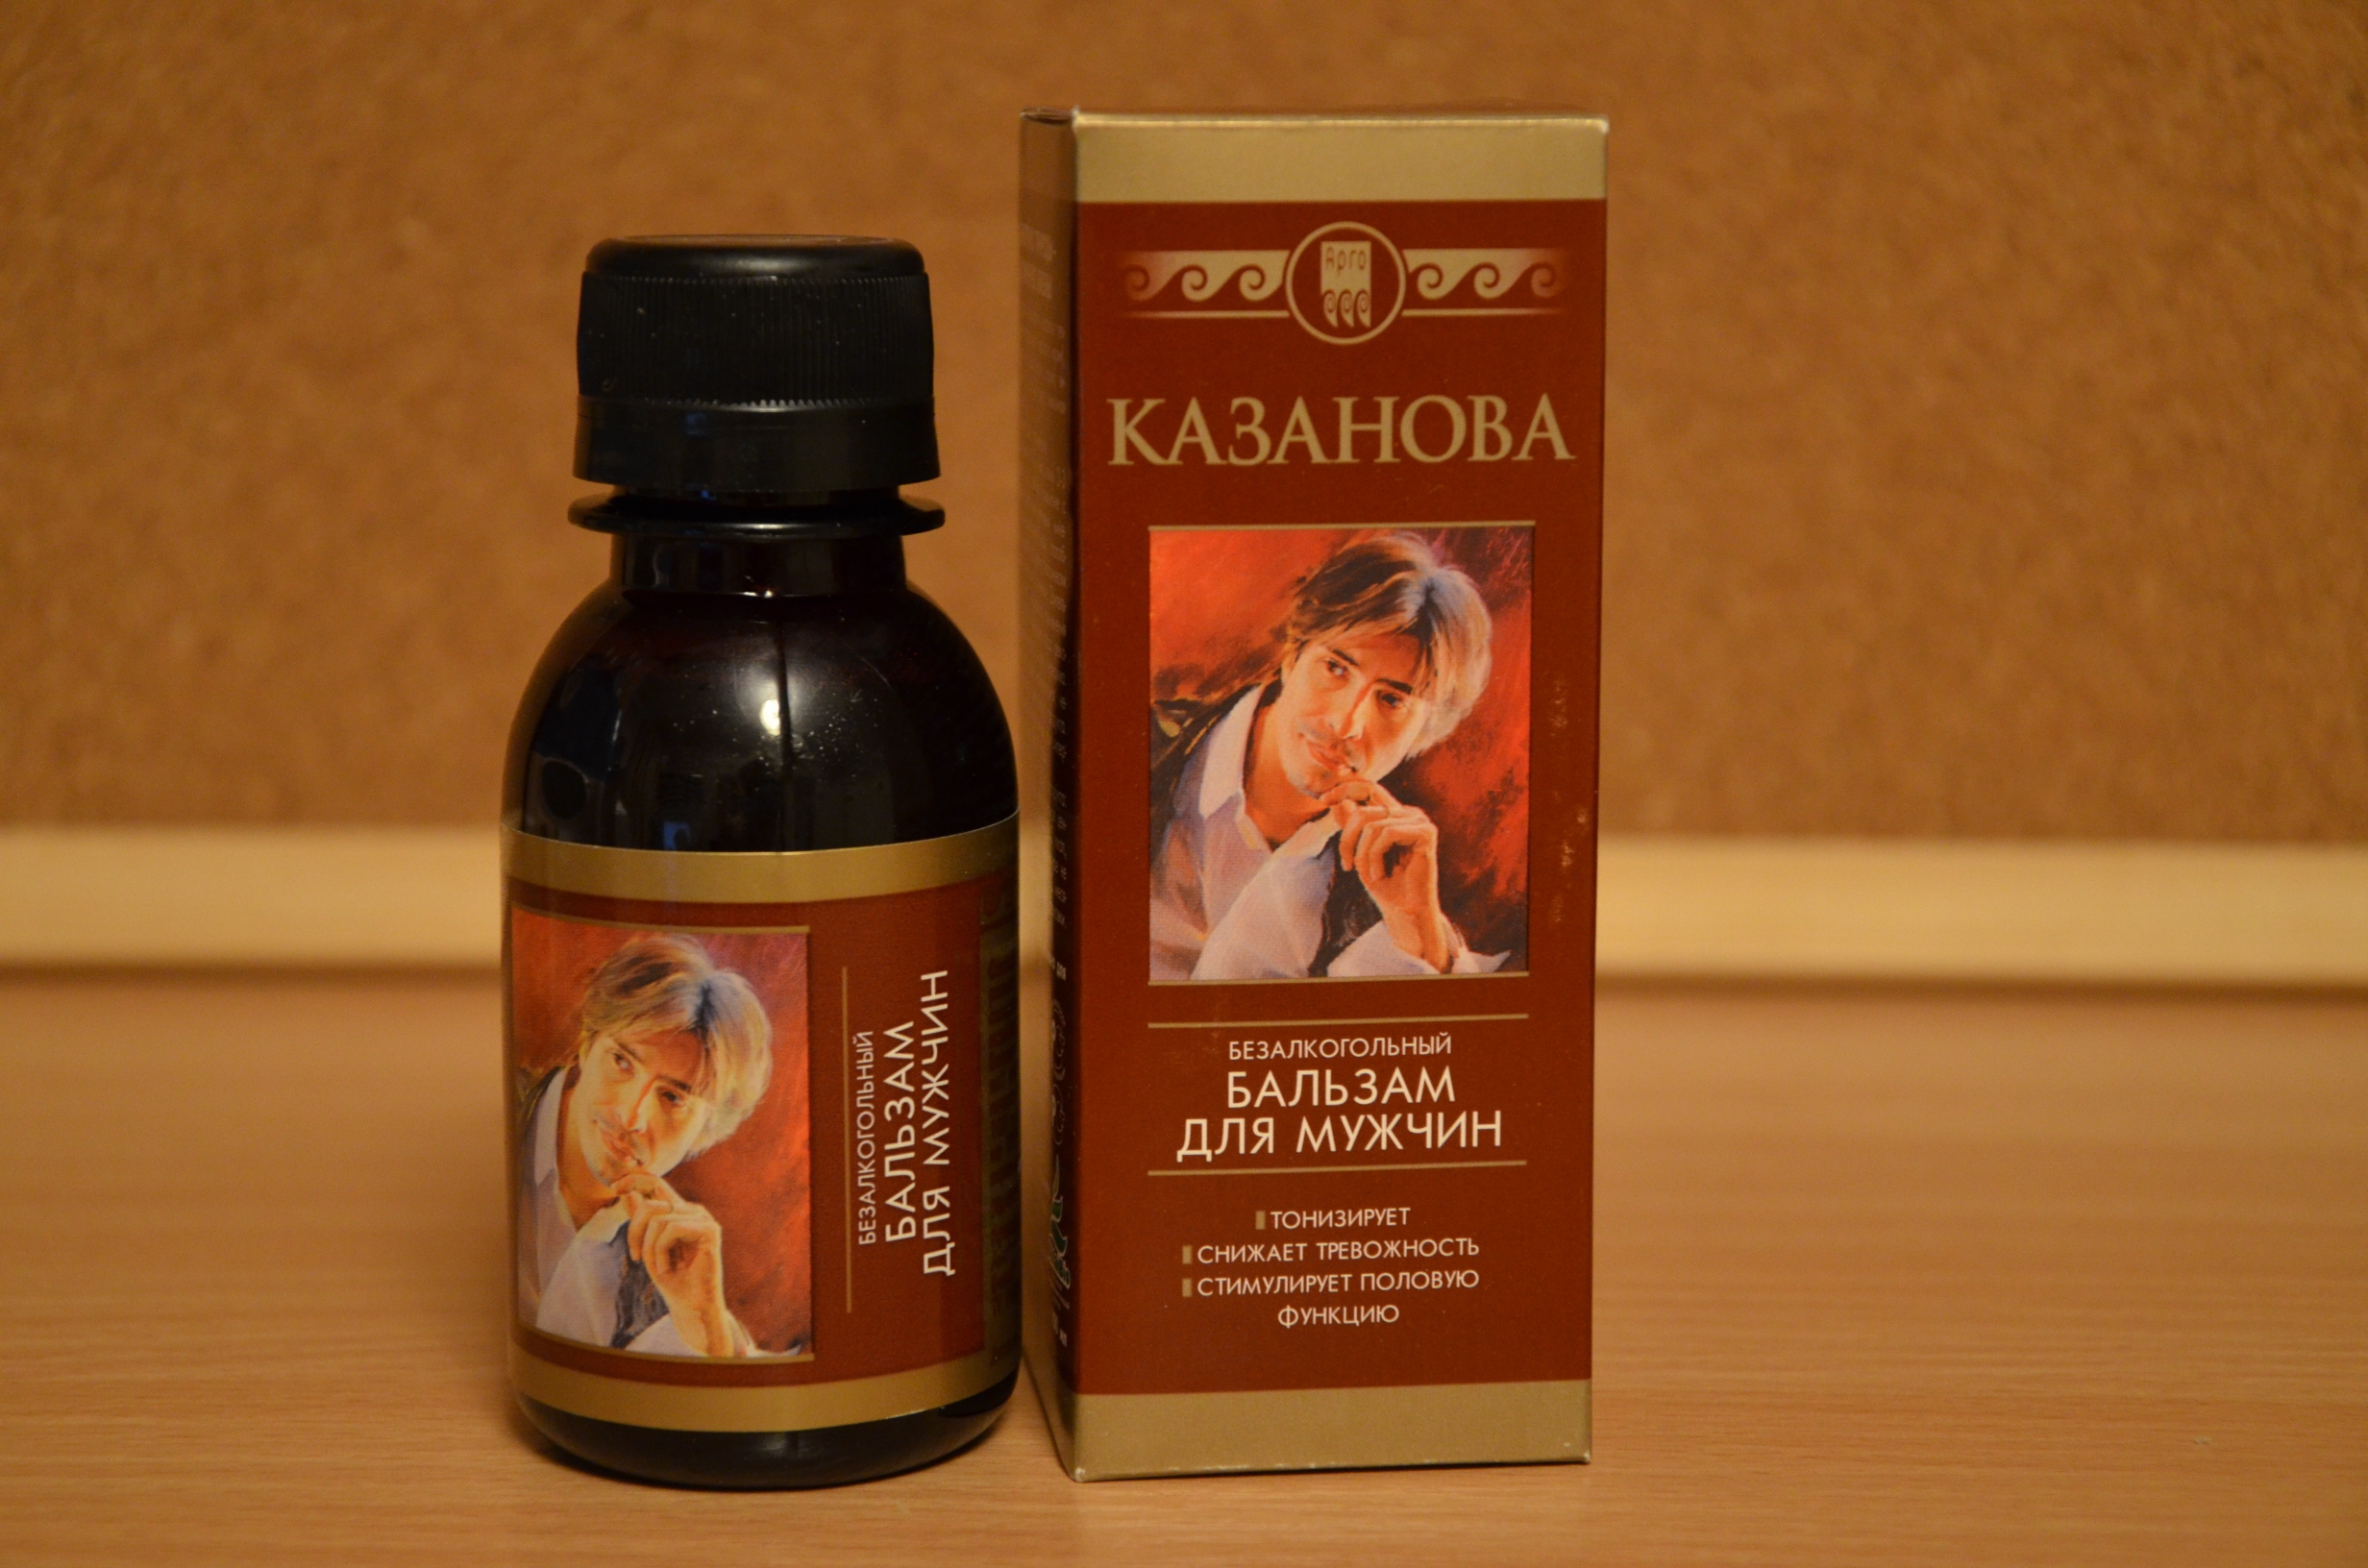 БЕЗАЛКОГОЛЬНЫЙ
БАЛЬЗАМ
ДЛЯ МУЖЧИН
Арго
КАЗАНОВА
БЕЗАЛКОГОЛЬНЫЙ
БАЛЬЗАМ
ДЛЯ МУЖЧИН
ТОНИЗИРУЕТ
СНИЖАЕТ ТРЕВОЖНОСТЬ
СТИМУЛИРУЕТ ПОЛОВУЮ
ФУНКЦИЮ